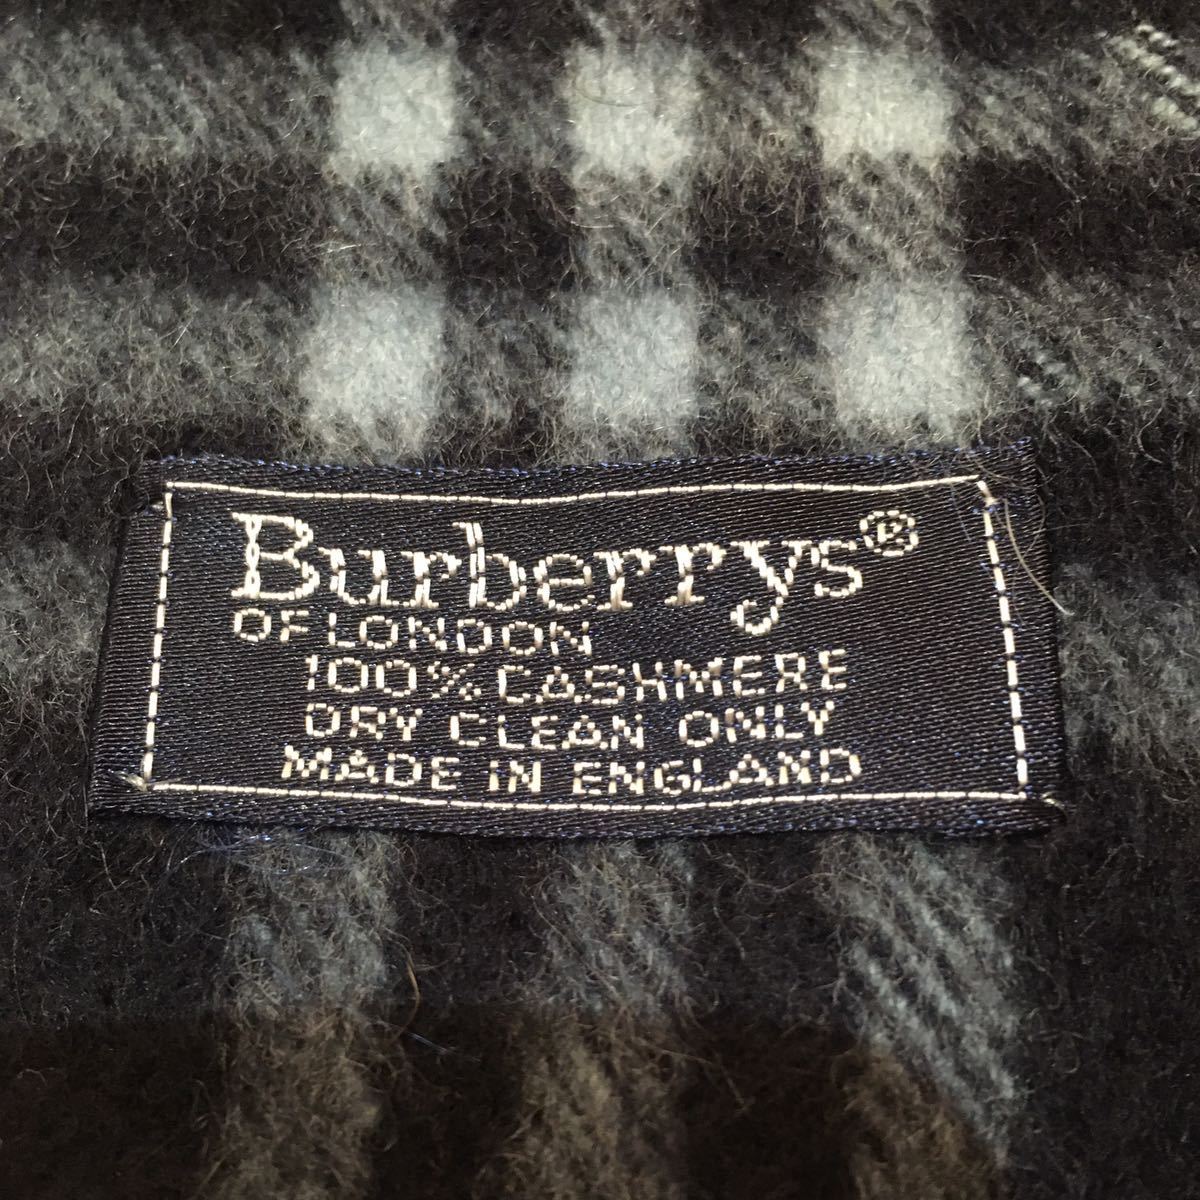 Burberrys®
OF LONDON
100% CASHMERE
DRY CLEAN ONLY
MADE IN ENGLAND